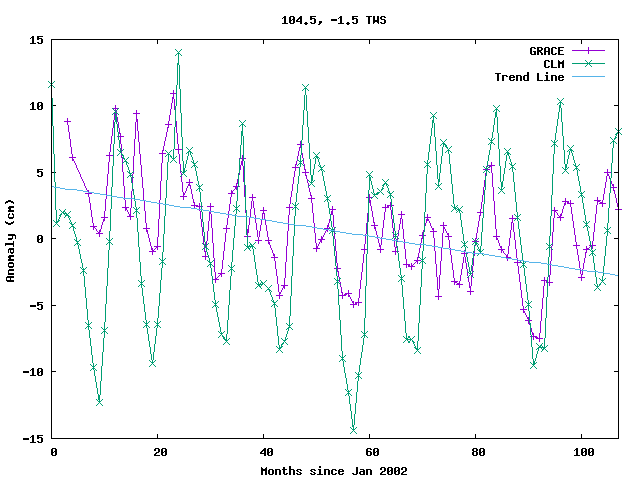 104.5, -1.5 TWS
GRACE
CLM
Trend Line
Anomaly (cm)
15
10
5
0
-5
-10
-15
0 20 40 60 80 100
Months since Jan 2002